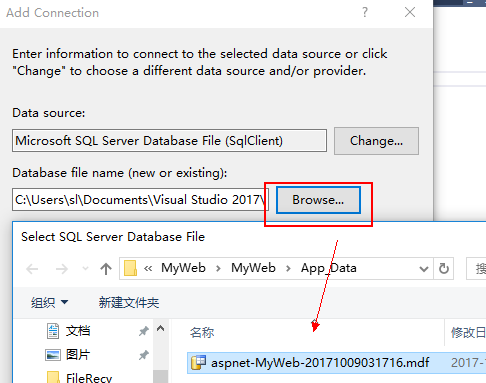 Add Connection
Enter information to connect to the selected data source or click
"Change" to choose a different data source and/or provider.
Data source:
Microsoft SQL Server Database File (SqlClient)
Change...
Database file name (new or existing):
C:\Users\sl\Documents\Visual Studio 2017\
Browse...
Select SQL Server Database File
« MyWeb › MyWeb › App_Data
搜
组织
新建文件夹
文档
图片
FileRecv
名称
修改日
aspnet-MyWeb-20171009031716.mdf
2017-